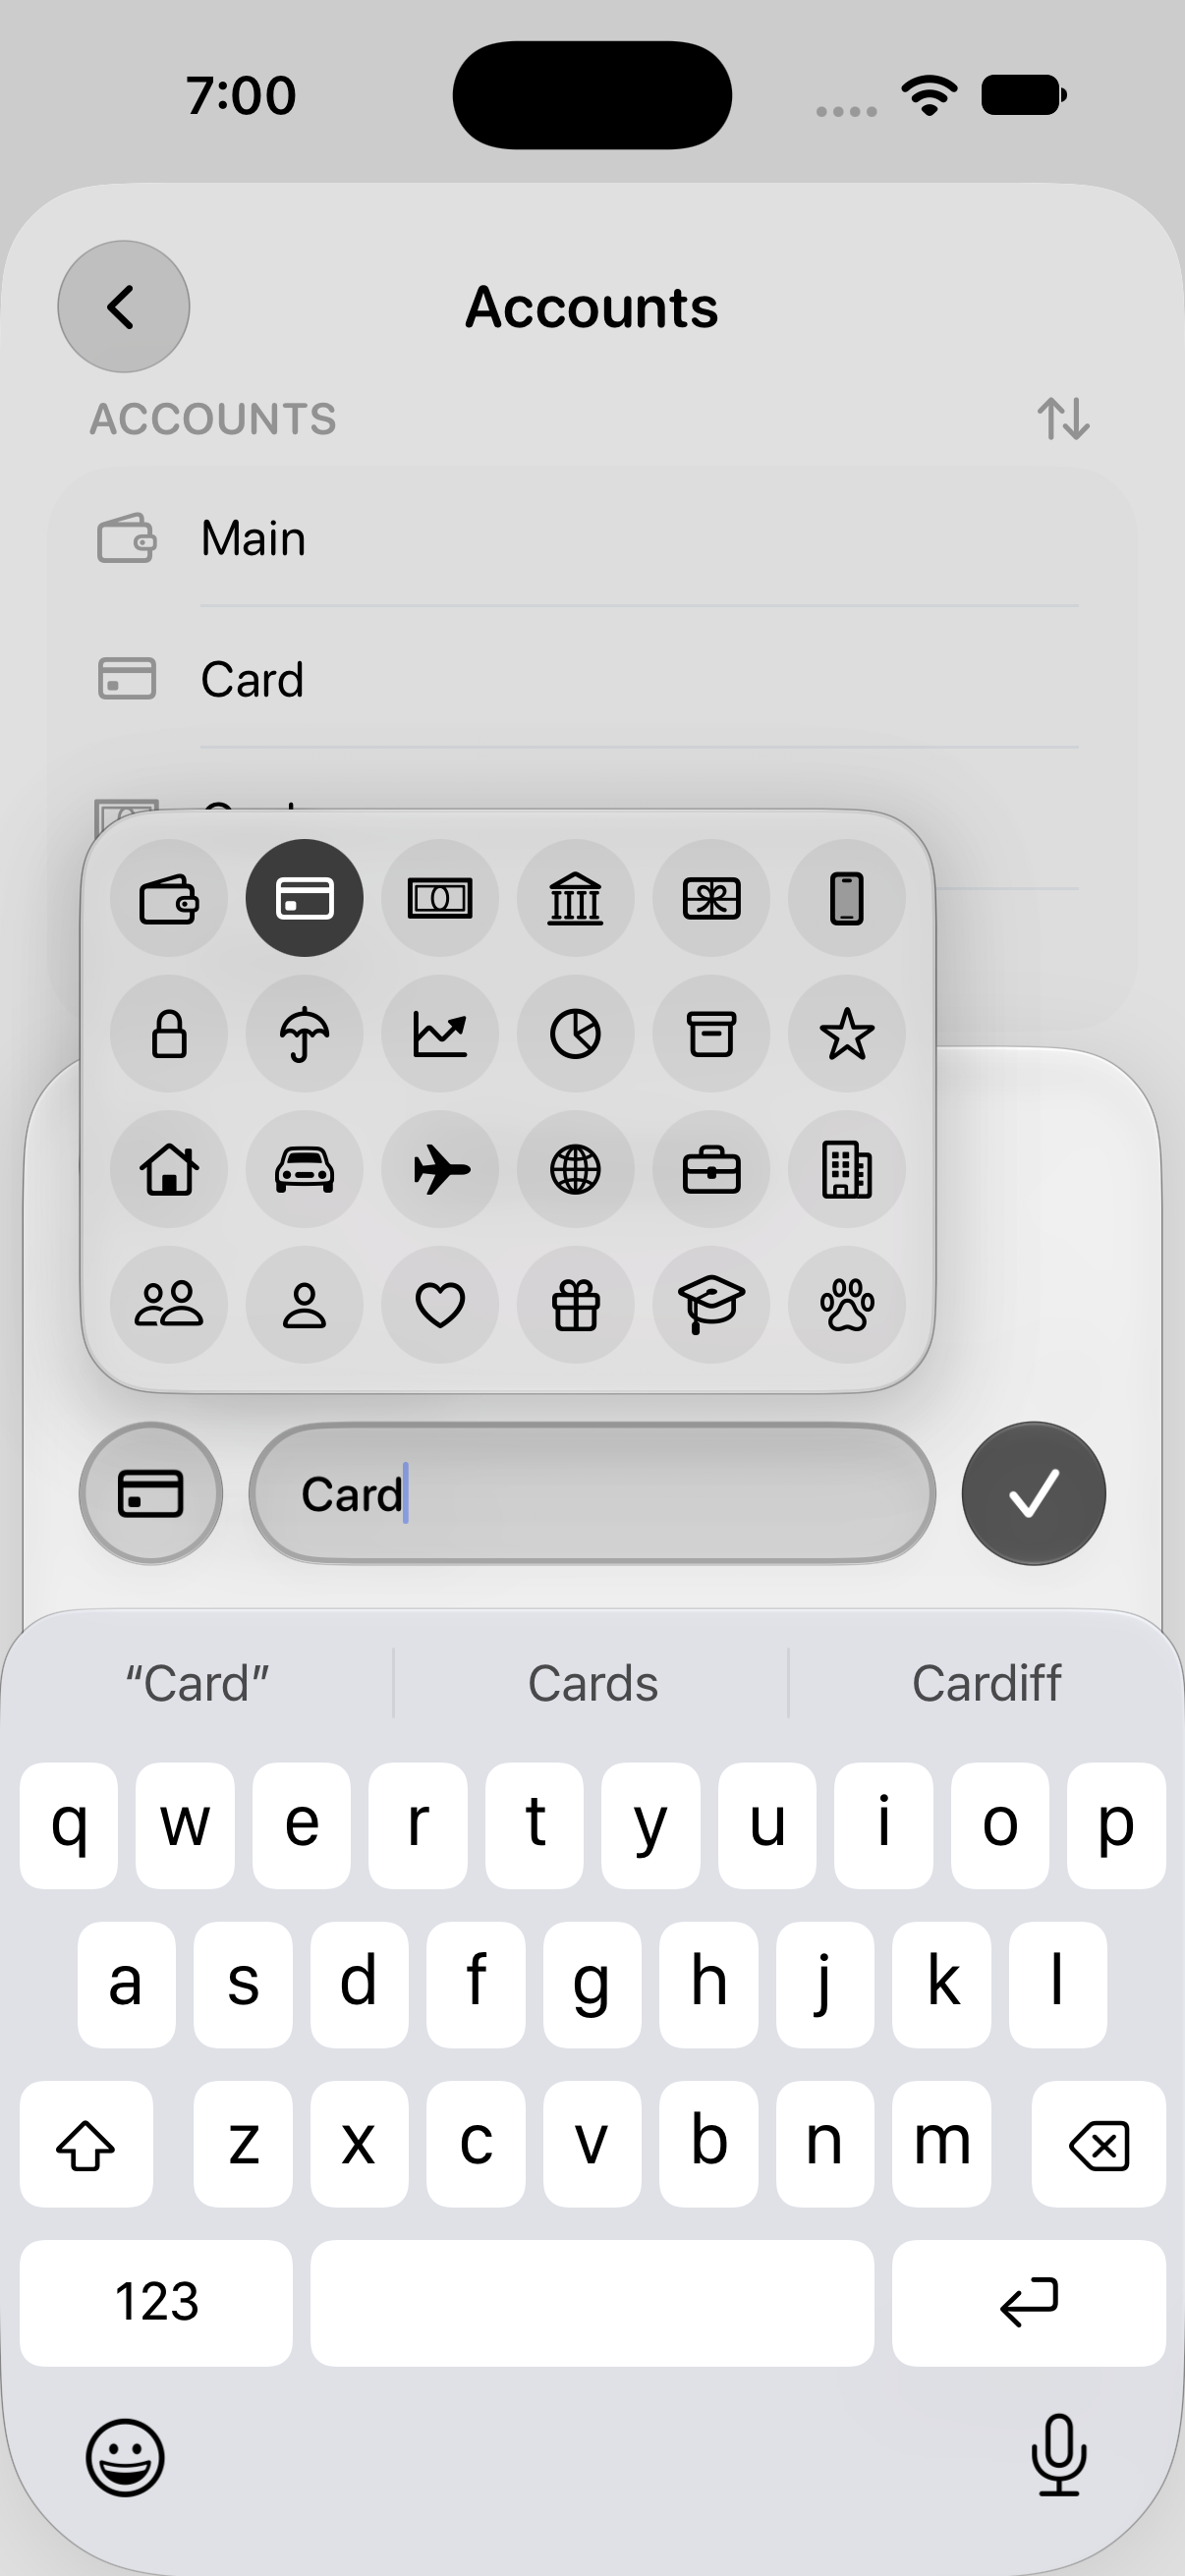 7:00
Accounts
ACCOUNTS
Main
Card
Card
“Card”
Cards
Cardiff
q w e r t y u i o p
a s d f g h j k l
z x c v b n m
123